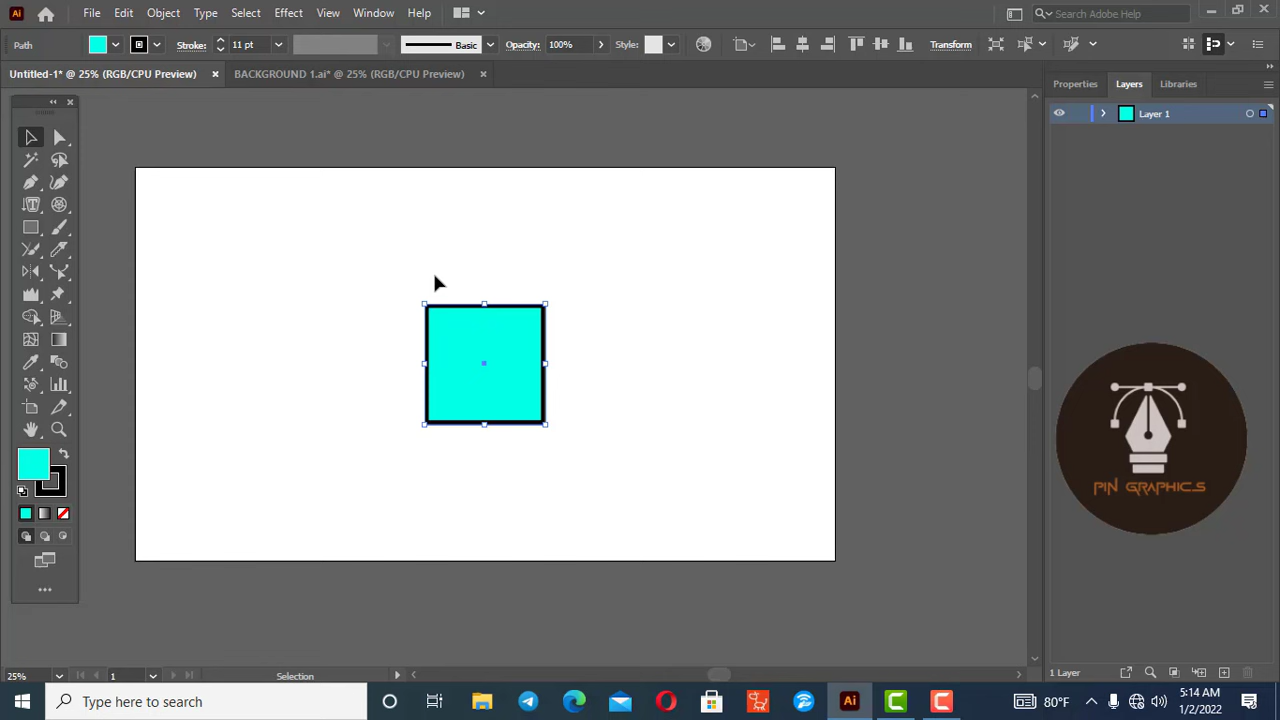 Ai File Edit Object Type Select Effect View Window Help Search Adobe Help
Path Stroke: 11 pt Basic Opacity: 100% Style: Transform
Untitled-1* @ 25% (RGB/CPU Preview) BACKGROUND 1.ai* @ 25% (RGB/CPU Preview)
Properties Layers Libraries
Layer 1
PIN GRAPHICS
25% 1 Selection 1 Layer
Type here to search Ai 80°F 5:14 AM
1/2/2022